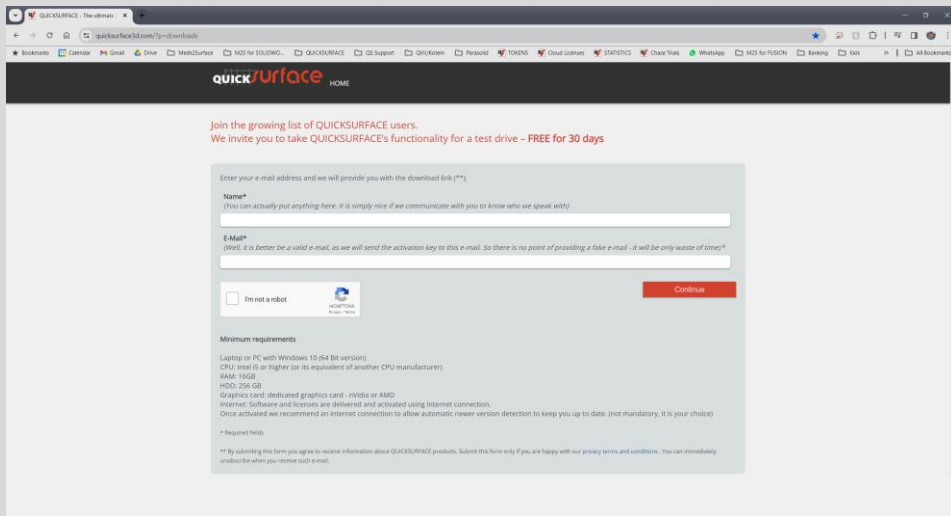 QUICKSURFACE - The ultimat
quicksurface3d.com/?p=downloads
Bookmarks Calendar Gmail Drive Mesh2Surface M2S for SOLIDWO... QUICKSURFACE QS Support QVI/Kotem Parasolid TOKENS Cloud Licenses STATISTICS Chase Trials WhatsApp M2S for FUSION Banking Kids » All Bookmarks
QUICKSURFACE HOME
Join the growing list of QUICKSURFACE users.
We invite you to take QUICKSURFACE's functionality for a test drive – FREE for 30 days
Enter your e-mail address and we will provide you with the download link (**).
Name*
(You can actually put anything here. It is simply nice if we communicate with you to know who we speak with)
E-Mail*
(Well, it is better be a valid e-mail, as we will send the activation key to this e-mail. So there is no point of providing a fake e-mail - it will be only waste of time)*
I'm not a robot
reCAPTCHA
Privacy - Terms
Continue
Minimum requirements
Laptop or PC with Windows 10 (64 Bit version)
CPU: Intel i5 or higher (or its equivalent of another CPU manufacturer)
RAM: 16GB
HDD: 256 GB
Graphics card: dedicated graphics card - nVidia or AMD
Internet: Software and licenses are delivered and activated using Internet connection.
Once activated we recommend an internet connection to allow automatic newer version detection to keep you up to date. (not mandatory, it is your choice)
* Required fields
** By submiting this form you agree to receive information about QUICKSURFACE products. Submit this form only if you are happy with our privacy terms and conditions . You can immediately
unsibscribe when you receive such e-mail.